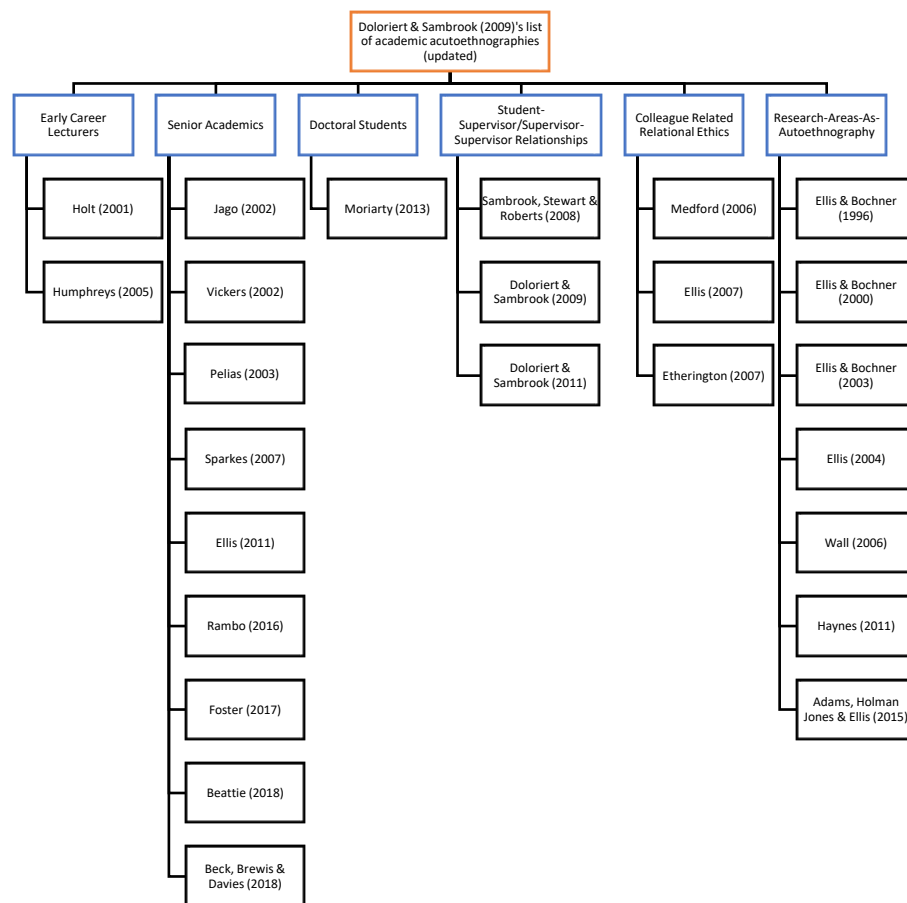 Doloriert & Sambrook (2009)'s list
of academic acutoethnographies
(updated)
Early Career
Lecturers
Senior Academics
Doctoral Students
Student-
Supervisor/Supervisor-
Supervisor Relationships
Colleague Related
Relational Ethics
Research-Areas-As-
Autoethnography
Holt (2001)
Humphreys (2005)
Jago (2002)
Vickers (2002)
Pelias (2003)
Sparkes (2007)
Ellis (2011)
Rambo (2016)
Foster (2017)
Beattie (2018)
Beck, Brewis &
Davies (2018)
Moriarty (2013)
Sambrook, Stewart &
Roberts (2008)
Doloriert &
Sambrook (2009)
Doloriert &
Sambrook (2011)
Medford (2006)
Ellis (2007)
Etherington (2007)
Ellis & Bochner
(1996)
Ellis & Bochner
(2000)
Ellis & Bochner
(2003)
Ellis (2004)
Wall (2006)
Haynes (2011)
Adams, Holman
Jones & Ellis (2015)